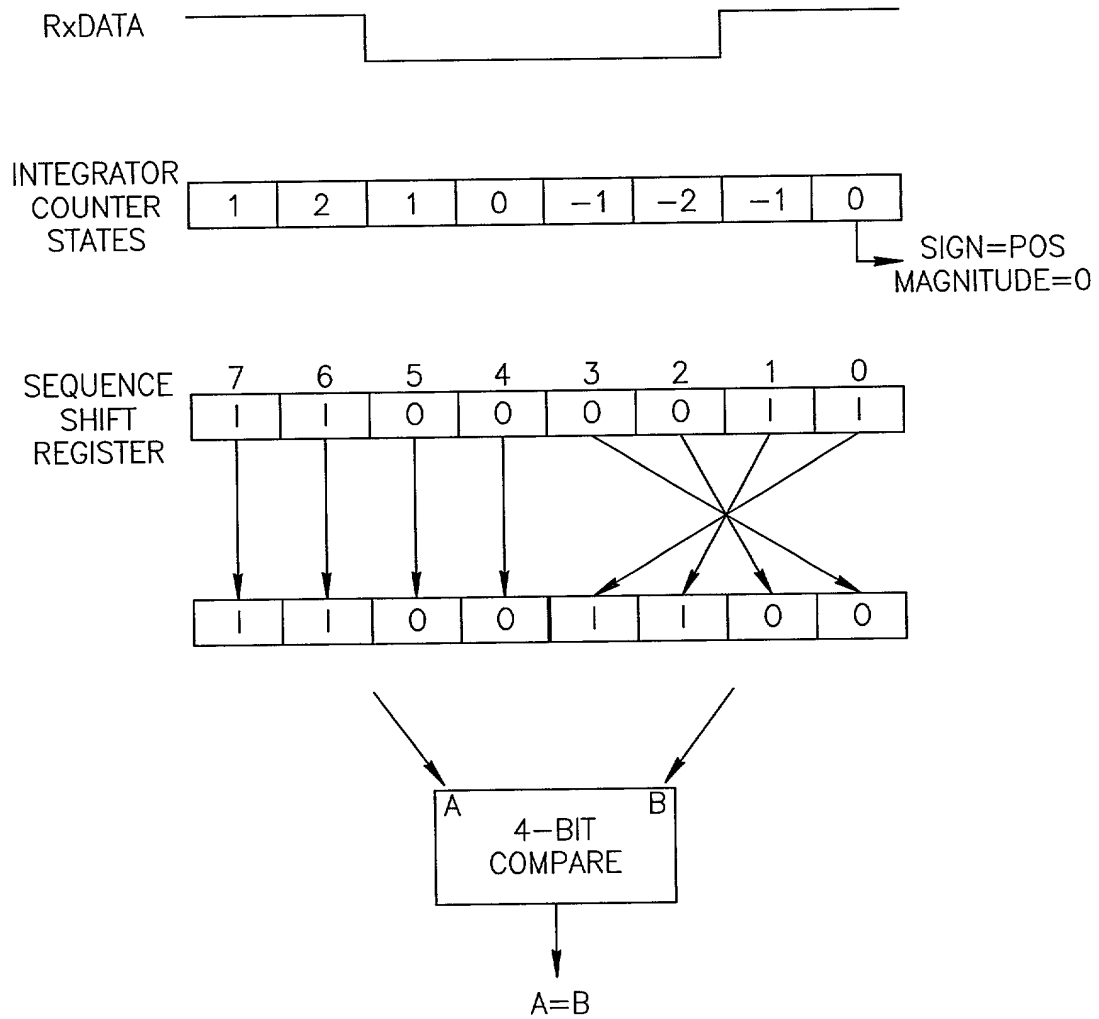 RxDATA
INTEGRATOR
COUNTER
STATES
1 2 1 0 −1 −2 −1 0
SIGN=POS
MAGNITUDE=0
SEQUENCE
SHIFT
REGISTER
7 6 5 4 3 2 1 0
1 1 0 0 0 0 1 1
1 1 0 0 1 1 0 0
A B
4−BIT
COMPARE
A=B